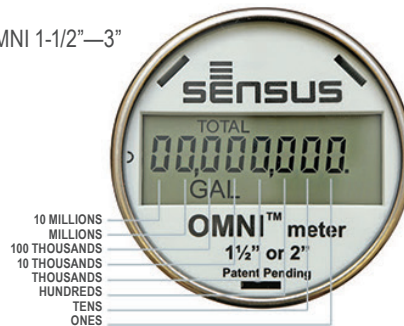 MNI 1-1/2”—3”
SENSUS
TOTAL
00,000,000.
GAL
OMNI™ meter
1½” or 2”
Patent Pending
10 MILLIONS
MILLIONS
100 THOUSANDS
10 THOUSANDS
THOUSANDS
HUNDREDS
TENS
ONES